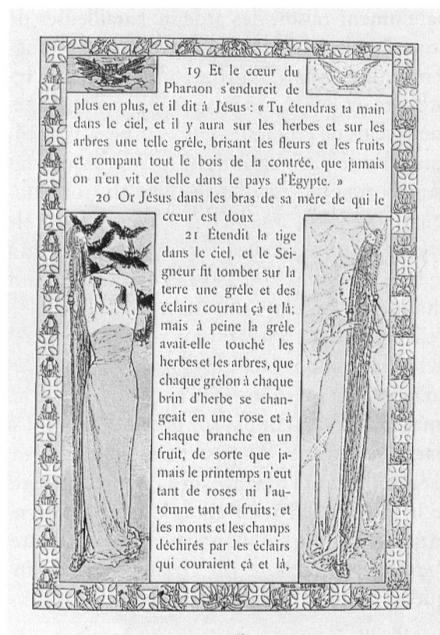 19 Et le cœur du
Pharaon s'endurcit de
plus en plus, et il dit à Jésus : « Tu étendras ta main
dans le ciel, et il y aura sur les herbes et sur les
arbres une telle grêle, brisant les fleurs et les fruits
et rompant tout le bois de la contrée, que jamais
on n'en vit de telle dans le pays d'Égypte. »
20 Or Jésus dans les bras de sa mère de qui le
cœur est doux
21 Étendit la tige
dans le ciel, et le Sei-
gneur fit tomber sur la
terre une grêle et des
éclairs courant çà et là;
mais à peine la grêle
avait-elle touché les
herbes et les arbres, que
chaque grêlon à chaque
brin d'herbe se chan-
geait en une rose et à
chaque branche en un
fruit, de sorte que ja-
mais le printemps n'eut
tant de roses ni l'au-
tomne tant de fruits; et
les monts et les champs
déchirés par les éclairs
qui couraient çà et là,